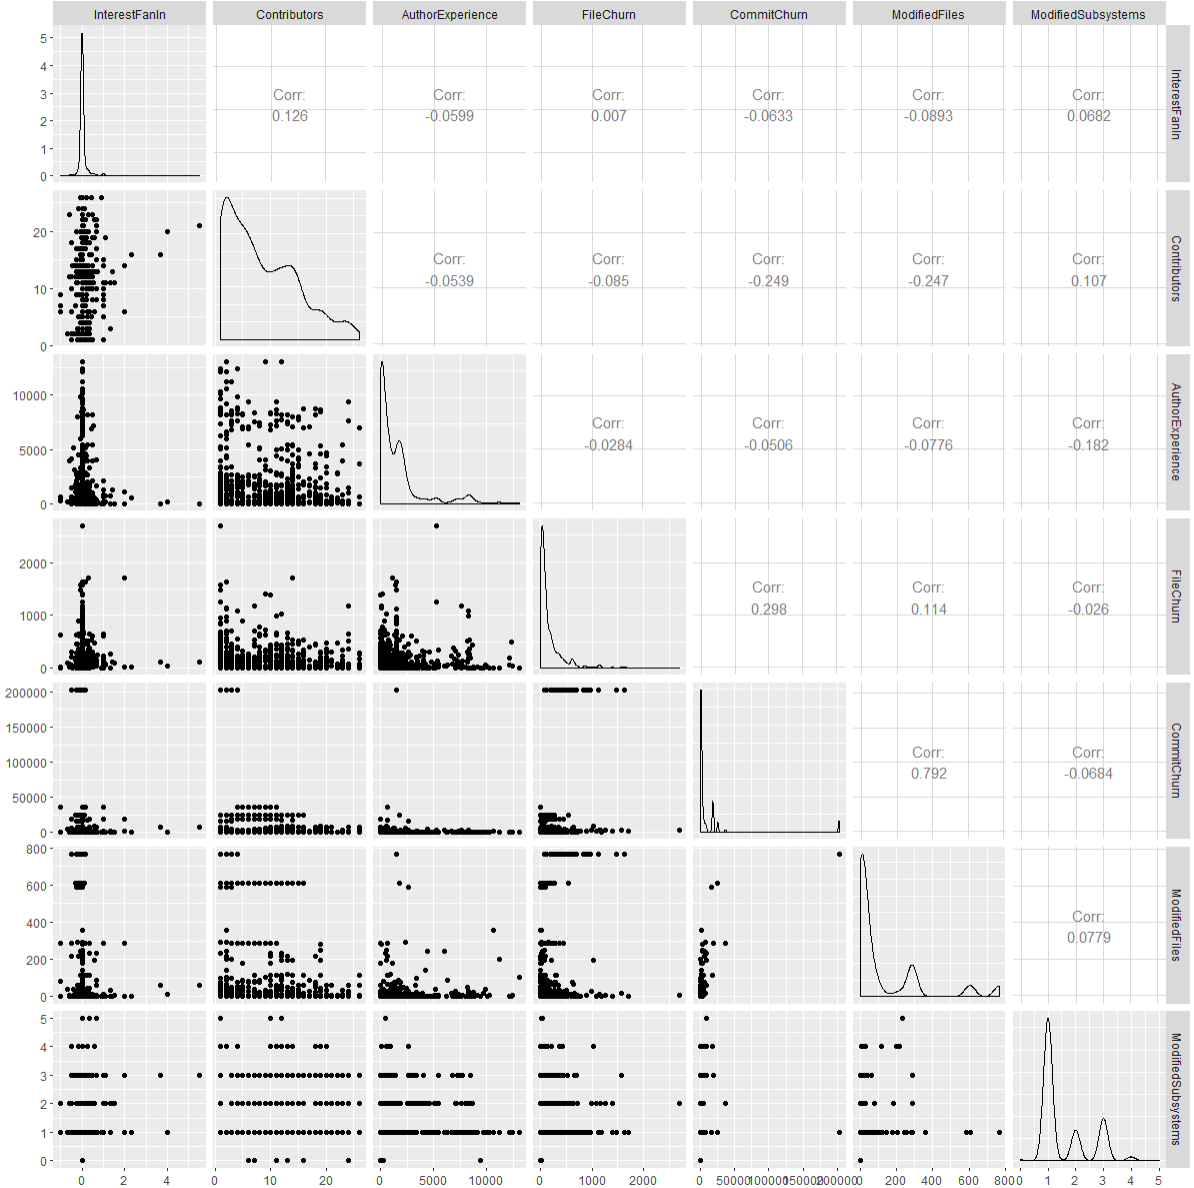 InterestFanIn Contributors AuthorExperience FileChurn CommitChurn ModifiedFiles ModifiedSubsystems
5
4
3
2
1
0
Corr: Corr: Corr: Corr: Corr: Corr:
0.126 -0.0599 0.007 -0.0633 -0.0893 0.0682
InterestFanIn
20
10
0
Corr: Corr: Corr: Corr: Corr:
-0.0539 -0.085 -0.249 -0.247 0.107
Contributors
10000
5000
0
Corr: Corr: Corr: Corr:
-0.0284 -0.0506 -0.0776 -0.182
AuthorExperience
2000
1000
0
Corr: Corr: Corr:
0.298 0.114 -0.026
FileChurn
200000
150000
100000
50000
0
Corr: Corr:
0.792 -0.0684
CommitChurn
800
600
400
200
0
Corr:
0.0779
ModifiedFiles
5
4
3
2
1
0
ModifiedSubsystems
0 2 4 0 10 20 0 5000 10000 0 1000 2000 0 50000 100000 150000 200000 0 200 400 600 800 0 1 2 3 4 5